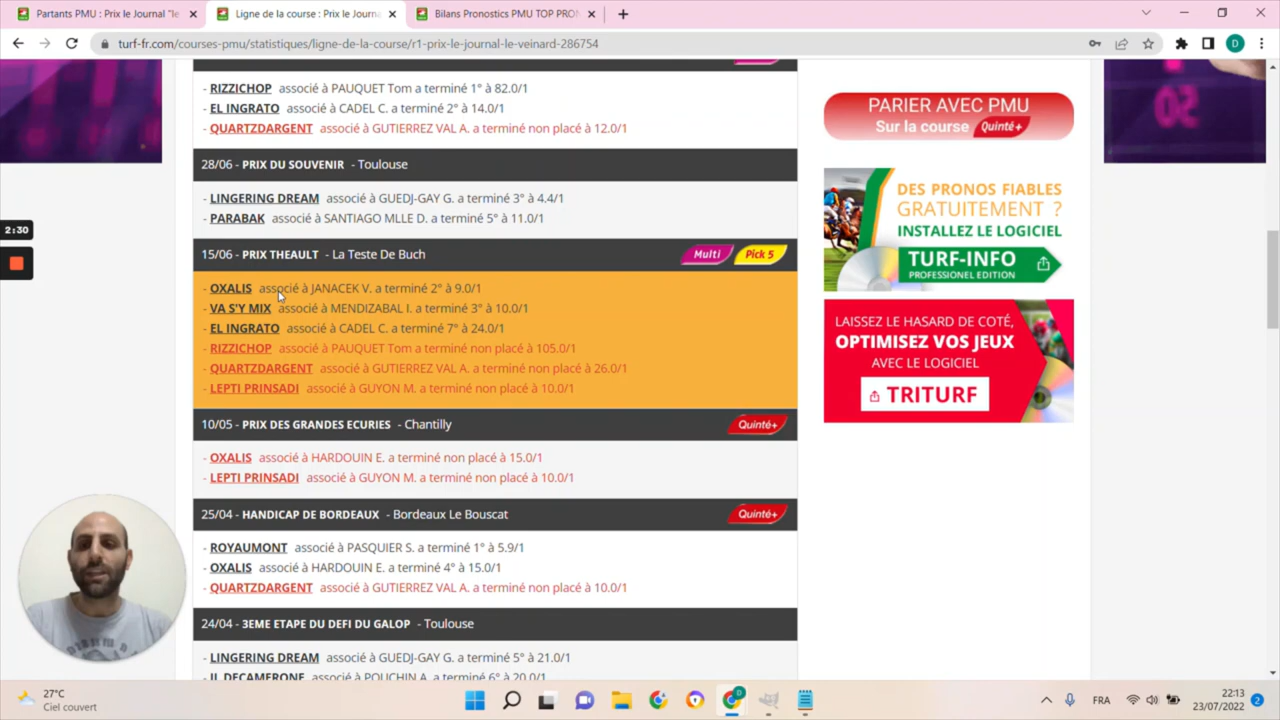 Partants PMU : Prix le Journal "le
Ligne de la course : Prix le Journa
Bilans Pronostics PMU TOP PRON
turf-fr.com/courses-pmu/statistiques/ligne-de-la-course/r1-prix-le-journal-le-veinard-286754
- RIZZICHOP associé à PAUQUET Tom a terminé 1° à 82.0/1
- EL INGRATO associé à CADEL C. a terminé 2° à 14.0/1
- QUARTZDARGENT associé à GUTIERREZ VAL A. a terminé non placé à 12.0/1
28/06 - PRIX DU SOUVENIR - Toulouse
- LINGERING DREAM associé à GUEDJ-GAY G. a terminé 3° à 4.4/1
- PARABAK associé à SANTIAGO MLLE D. a terminé 5° à 11.0/1
15/06 - PRIX THEAULT - La Teste De Buch Multi Pick 5
- OXALIS associé à JANACEK V. a terminé 2° à 9.0/1
- VA S'Y MIX associé à MENDIZABAL I. a terminé 3° à 10.0/1
- EL INGRATO associé à CADEL C. a terminé 7° à 24.0/1
- RIZZICHOP associé à PAUQUET Tom a terminé non placé à 105.0/1
- QUARTZDARGENT associé à GUTIERREZ VAL A. a terminé non placé à 26.0/1
- LEPTI PRINSADI associé à GUYON M. a terminé non placé à 10.0/1
10/05 - PRIX DES GRANDES ECURIES - Chantilly Quinté+
- OXALIS associé à HARDOUIN E. a terminé non placé à 15.0/1
- LEPTI PRINSADI associé à GUYON M. a terminé non placé à 10.0/1
25/04 - HANDICAP DE BORDEAUX - Bordeaux Le Bouscat Quinté+
- ROYAUMONT associé à PASQUIER S. a terminé 1° à 5.9/1
- OXALIS associé à HARDOUIN E. a terminé 4° à 15.0/1
- QUARTZDARGENT associé à GUTIERREZ VAL A. a terminé non placé à 10.0/1
24/04 - 3EME ETAPE DU DEFI DU GALOP - Toulouse
- LINGERING DREAM associé à GUEDJ-GAY G. a terminé 5° à 21.0/1
- IL DECAMERONE associé à POUCHIN A. a terminé 6° à 20.0/1
PARIER AVEC PMU
Sur la course Quinté+
DES PRONOS FIABLES
GRATUITEMENT ?
INSTALLEZ LE LOGICIEL
TURF-INFO
PROFESSIONEL EDITION
LAISSEZ LE HASARD DE COTÉ,
OPTIMISEZ VOS JEUX
AVEC LE LOGICIEL
TRITURF
2:30
D
27°C
Ciel couvert
D
FRA
22:13
23/07/2022
2